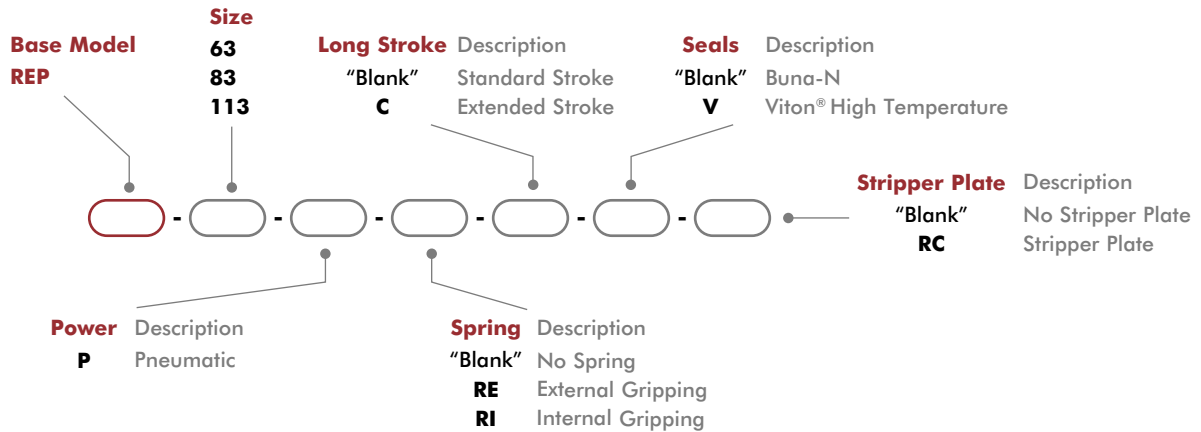 Size
Base Model
REP
63
83
113
Long Stroke Description
"Blank" Standard Stroke
C Extended Stroke
Seals Description
"Blank" Buna-N
V Viton® High Temperature
- - - - - -
Stripper Plate Description
"Blank" No Stripper Plate
RC Stripper Plate
Power Description
P Pneumatic
Spring Description
"Blank" No Spring
RE External Gripping
RI Internal Gripping